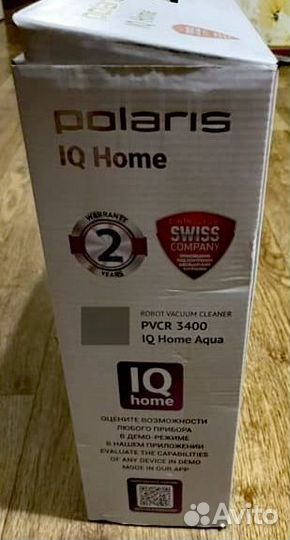 polaris
IQ Home
WARRANTY
2
YEARS
SWISS
COMPANY
ROBOT VACUUM CLEANER
PVCR 3400
IQ Home Aqua
IQ
home
ОЦЕНИТЕ ВОЗМОЖНОСТИ
ЛЮБОГО ПРИБОРА
В ДЕМО-РЕЖИМЕ
В НАШЕМ ПРИЛОЖЕНИИ
EVALUATE THE CAPABILITIES
OF ANY DEVICE IN DEMO
MODE IN OUR APP
Avito